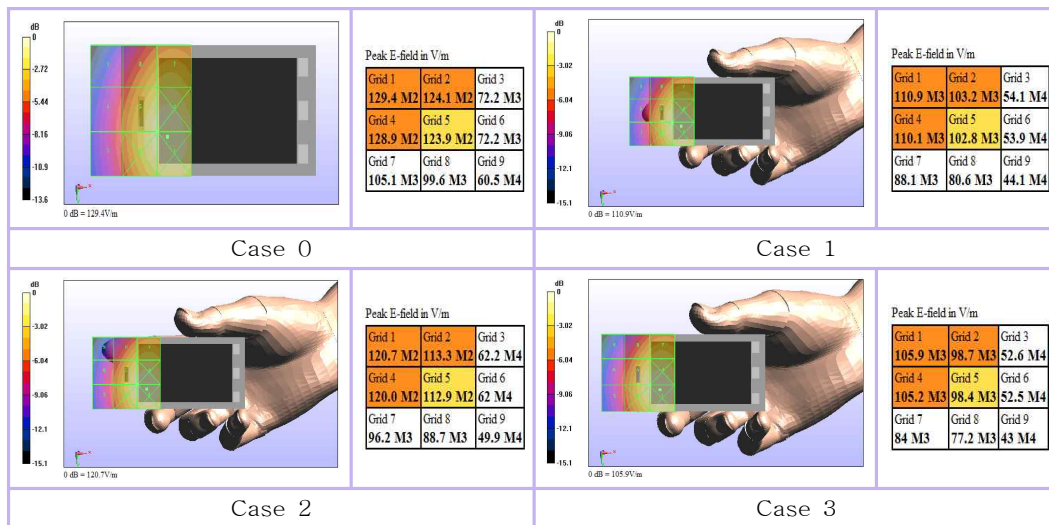 dB
0
-2.72
-5.44
-8.16
-10.9
-13.6
0 dB = 129.4V/m
Peak E-field in V/m
Grid 1 Grid 2 Grid 3
129.4 M2 124.1 M2 72.2 M3
Grid 4 Grid 5 Grid 6
128.9 M2 123.9 M2 72.2 M3
Grid 7 Grid 8 Grid 9
105.1 M3 99.6 M3 60.5 M4
Case 0
dB
0
-3.02
-6.04
-9.06
-12.1
-15.1
0 dB = 110.9V/m
Peak E-field in V/m
Grid 1 Grid 2 Grid 3
110.9 M3 103.2 M3 54.1 M4
Grid 4 Grid 5 Grid 6
110.1 M3 102.8 M3 53.9 M4
Grid 7 Grid 8 Grid 9
88.1 M3 80.6 M3 44.1 M4
Case 1
dB
0
-3.02
-6.04
-9.06
-12.1
-15.1
0 dB = 120.7V/m
Peak E-field in V/m
Grid 1 Grid 2 Grid 3
120.7 M2 113.3 M2 62.2 M4
Grid 4 Grid 5 Grid 6
120.0 M2 112.9 M2 62 M4
Grid 7 Grid 8 Grid 9
96.2 M3 88.7 M3 49.9 M4
Case 2
dB
0
-3.02
-6.04
-9.06
-12.1
-15.1
0 dB = 105.9V/m
Peak E-field in V/m
Grid 1 Grid 2 Grid 3
105.9 M3 98.7 M3 52.6 M4
Grid 4 Grid 5 Grid 6
105.2 M3 98.4 M3 52.5 M4
Grid 7 Grid 8 Grid 9
84 M3 77.2 M3 43 M4
Case 3